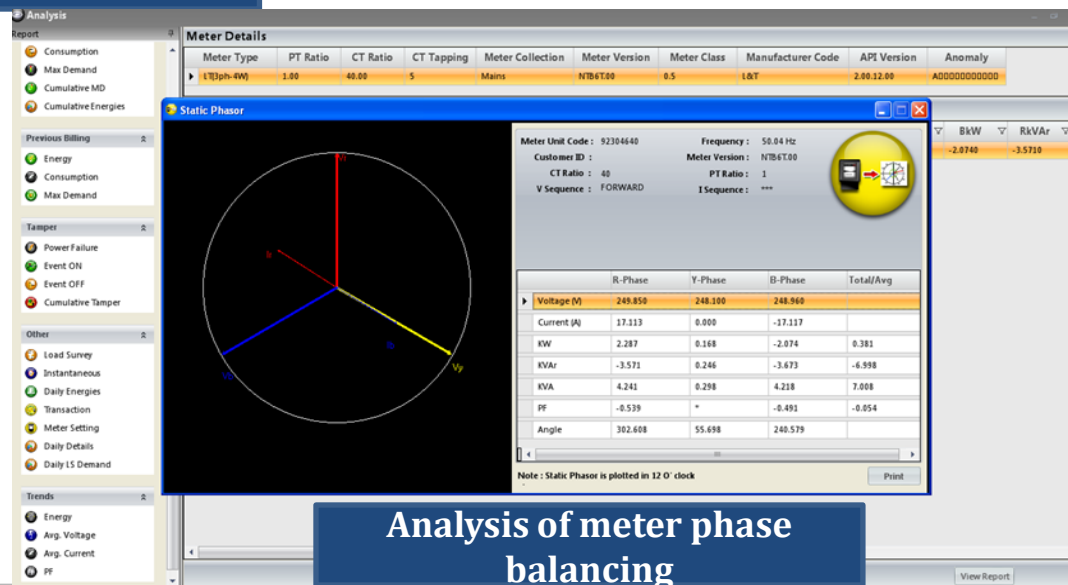 Analysis
Report
Consumption
Max Demand
Cumulative MD
Cumulative Energies
Previous Billing
Energy
Consumption
Max Demand
Tamper
Power Failure
Event ON
Event OFF
Cumulative Tamper
Other
Load Survey
Instantaneous
Daily Energies
Transaction
Meter Setting
Daily Details
Daily LS Demand
Trends
Energy
Avg. Voltage
Avg. Current
PF
Meter Details
Meter Type PT Ratio CT Ratio CT Tapping Meter Collection Meter Version Meter Class Manufacturer Code API Version Anomaly
LT(3ph-4W) 1.00 40.00 5 Mains NTB6T.00 0.5 L&T 2.00.12.00
BkW RkVAr
-2.0740 -3.5710
Static Phasor
Vr
Ir
Vy
Meter Unit Code : 92304640 Frequency : 50.04 Hz
Customer ID : Meter Version : NTB6T.00
CT Ratio : 40 PT Ratio : 1
V Sequence : FORWARD I Sequence : ***
R-Phase Y-Phase B-Phase Total/Avg
Voltage (V) 249.850 248.100 248.960
Current (A) 17.113 0.000 -17.117
KW 2.287 0.168 -2.074 0.381
KVAr -3.571 0.246 -3.673 -6.998
KVA 4.241 0.298 4.218 7.008
PF -0.539 * -0.491 -0.054
Angle 302.608 55.698 240.579
Note : Static Phasor is plotted in 12 O' clock
Print
Analysis of meter phase
balancing
View Report